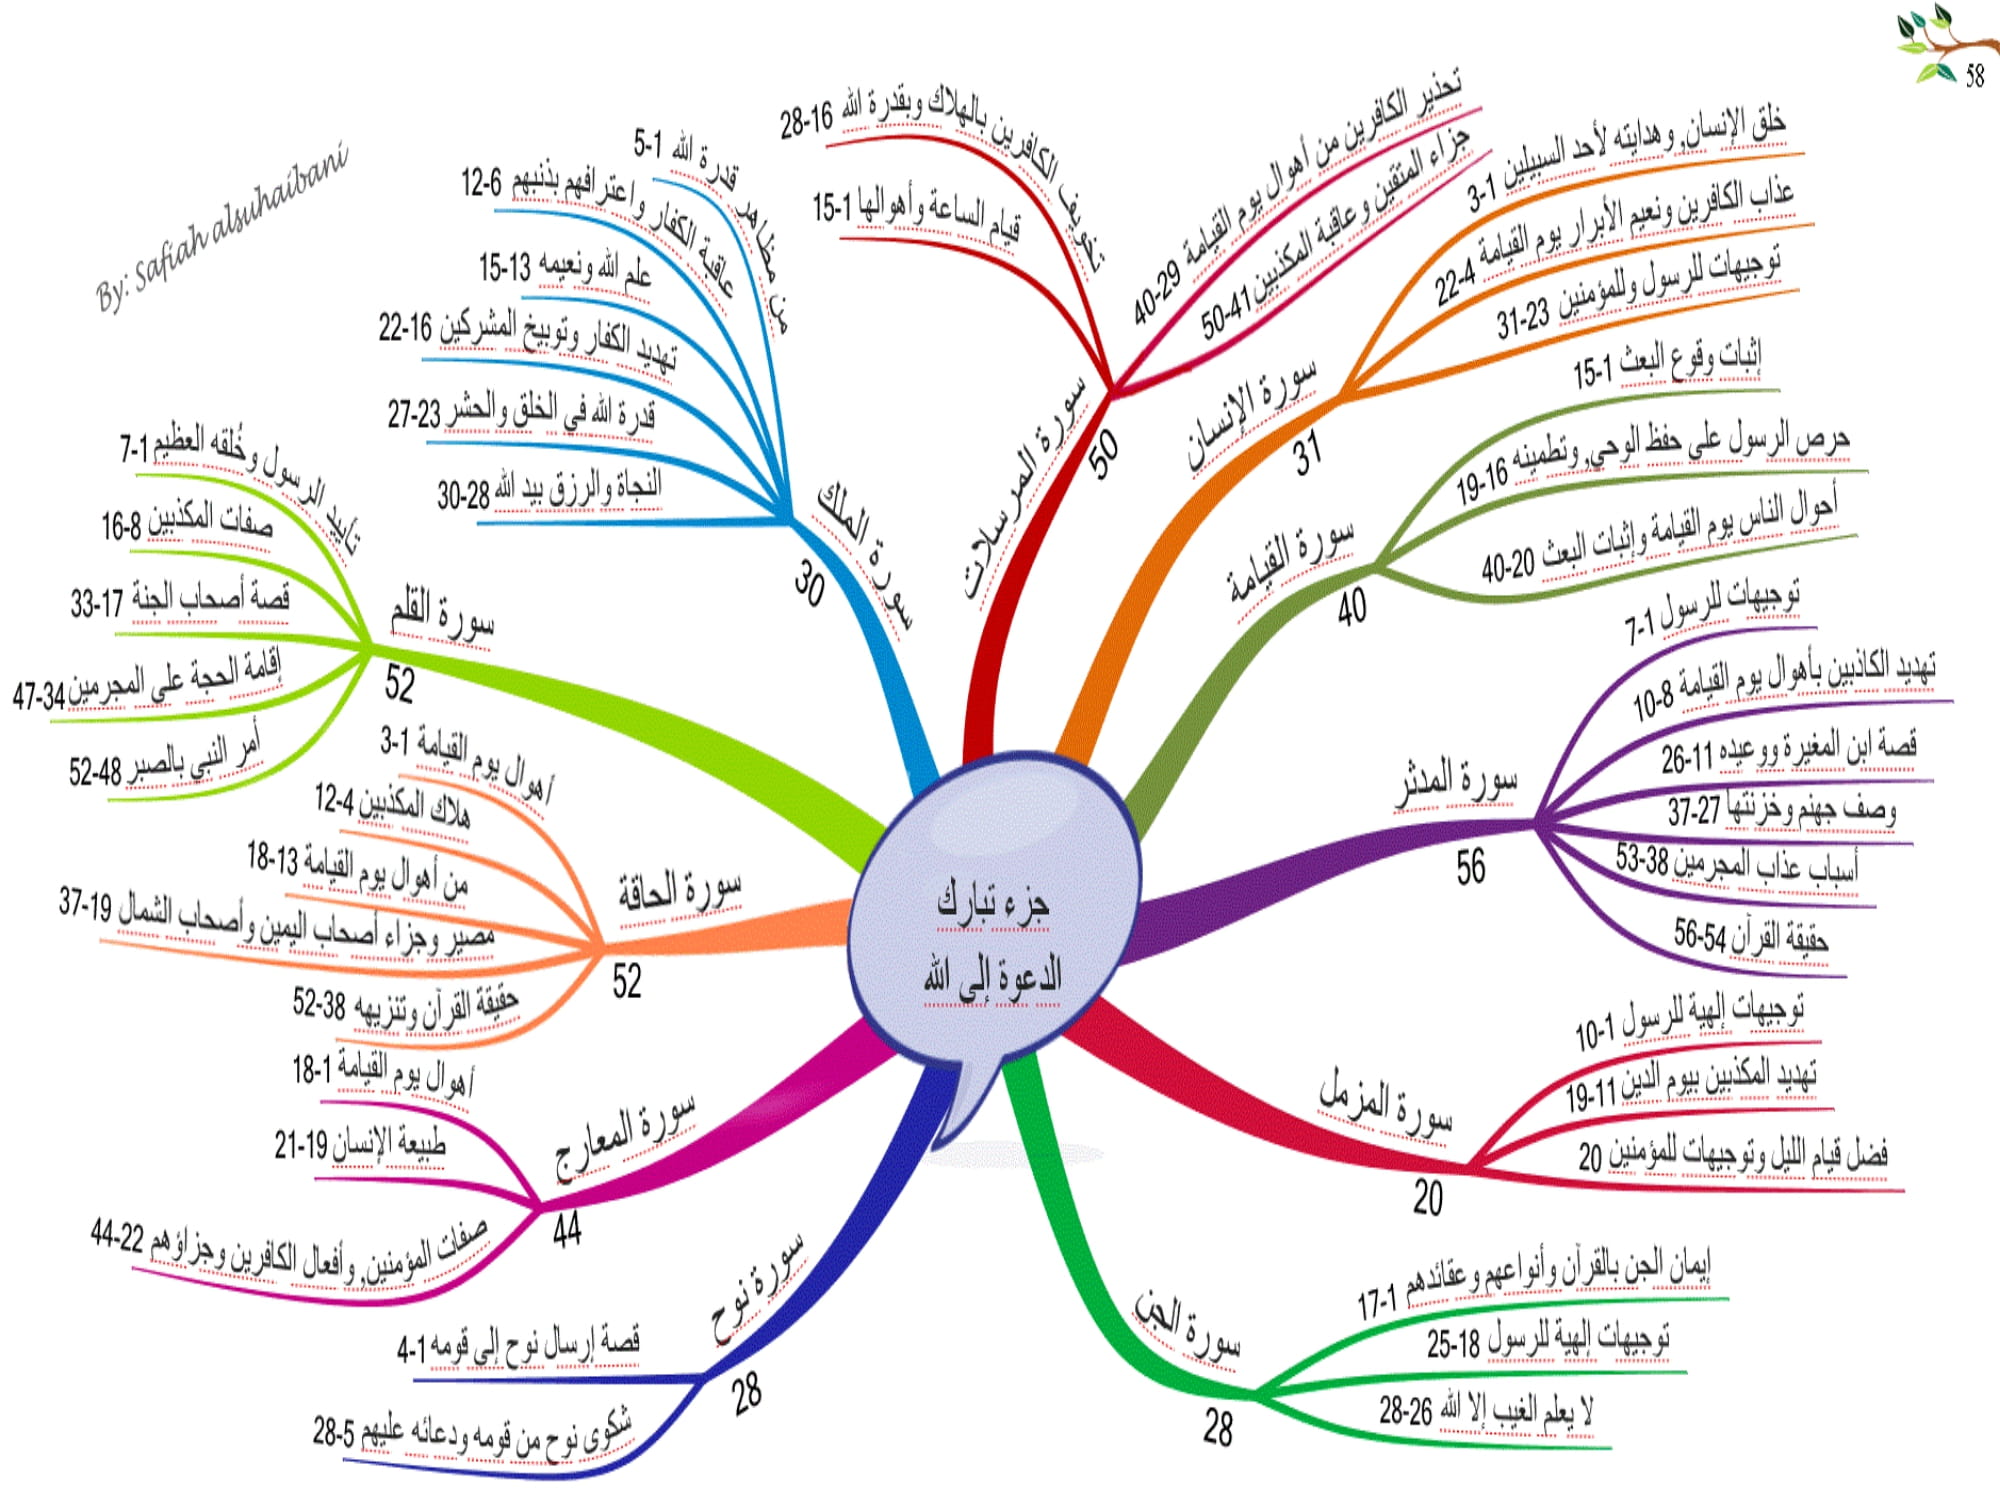 58
By: Safiah alsuhaibani
جزء تبارك
الدعوة إلى الله
سورة الملك
30
من مظاهر قدرة الله 1-5
عاقبة الكفار واعترافهم بذنبهم 6-12
علم الله ونعيمه 13-15
تهديد الكفار وتوبيخ المشركين 16-22
قدرة الله في الخلق والحشر 23-27
النجاة والرزق بيد الله 28-30
سورة القلم
52
تأييد الرسول وخُلقه العظيم 1-7
صفات المكذبين 8-16
قصة أصحاب الجنة 17-33
إقامة الحجة على المجرمين 34-47
أمر النبي بالصبر 48-52
سورة الحاقة
52
أهوال يوم القيامة 1-3
هلاك المكذبين 4-12
من أهوال يوم القيامة 13-18
مصير وجزاء أصحاب اليمين وأصحاب الشمال 19-37
حقيقة القرآن وتنزيهه 38-52
سورة المعارج
44
أهوال يوم القيامة 1-18
طبيعة الإنسان 19-21
صفات المؤمنين, وأفعال الكافرين وجزاؤهم 22-44
سورة نوح
28
قصة إرسال نوح إلى قومه 1-4
شكوى نوح من قومه ودعائه عليهم 5-28
سورة الجن
28
إيمان الجن بالقرآن وأنواعهم وعقائدهم 1-17
توجيهات إلهية للرسول 18-25
لا يعلم الغيب إلا الله 26-28
سورة المزمل
20
توجيهات إلهية للرسول 1-10
تهديد المكذبين بيوم الدين 11-19
فضل قيام الليل وتوجيهات للمؤمنين 20
سورة المدثر
56
توجيهات للرسول 1-7
تهديد الكاذبين بأهوال يوم القيامة 8-10
قصة ابن المغيرة ووعيده 11-26
وصف جهنم وخزنتها 27-37
أسباب عذاب المجرمين 38-53
حقيقة القرآن 54-56
سورة القيامة
40
إثبات وقوع البعث 1-15
حرص الرسول على حفظ الوحي, وتطمينه 16-19
أحوال الناس يوم القيامة وإثبات البعث 20-40
سورة الإنسان
31
خلق الإنسان, وهدايته لأحد السبيلين 1-3
عذاب الكافرين ونعيم الأبرار يوم القيامة 4-22
توجيهات للرسول وللمؤمنين 23-31
سورة المرسلات
50
قيام الساعة وأهوالها 1-15
تخويف الكافرين بالهلاك وبقدرة الله 16-28
تحذير الكافرين من أهوال يوم القيامة 29-40
جزاء المتقين وعاقبة المكذبين 41-50